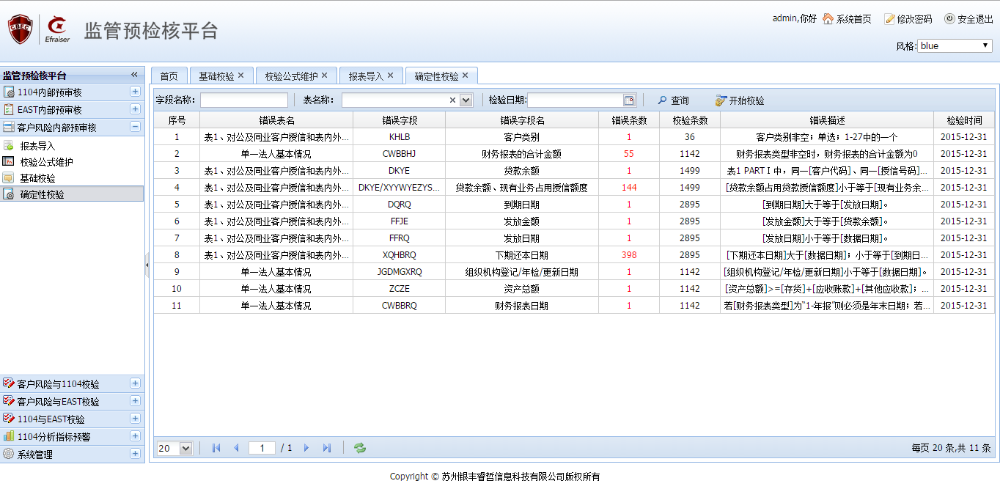 CBRC
Efraiser
监管预检核平台
admin,你好 系统首页 修改密码 安全退出
风格: blue
监管预检核平台
1104内部预审核
EAST内部预审核
客户风险内部预审核
报表导入
校验公式维护
基础校验
确定性校验
客户风险与1104校验
客户风险与EAST校验
1104与EAST校验
1104分析指标预警
系统管理
首页 基础校验 校验公式维护 报表导入 确定性校验
字段名称: 表名称: 检验日期: 查询 开始校验
序号 错误表名 错误字段 错误字段名 错误条数 校验条数 错误描述 检验时间
1 表1、对公及同业客户授信和表内外... KHLB 客户类别 1 36 客户类别非空；单选；1-27中的一个 2015-12-31
2 单一法人基本情况 CWBBHJ 财务报表的合计金额 55 1142 财务报表类型非空时，财务报表的合计金额为0 2015-12-31
3 表1、对公及同业客户授信和表内外... DKYE 贷款余额 1 1499 表1 PART I 中，同一[客户代码]、同一[授信号码]... 2015-12-31
4 表1、对公及同业客户授信和表内外... DKYE/XYYWYEZYS... 贷款余额、现有业务占用授信额度 144 1499 [贷款余额占用贷款授信额度]小于等于[现有业务余... 2015-12-31
5 表1、对公及同业客户授信和表内外... DQRQ 到期日期 1 2895 [到期日期]大于等于[发放日期]。 2015-12-31
6 表1、对公及同业客户授信和表内外... FFJE 发放金额 1 2895 [发放金额]大于等于[贷款余额]。 2015-12-31
7 表1、对公及同业客户授信和表内外... FFRQ 发放日期 1 2895 [发放日期]小于等于[数据日期]。 2015-12-31
8 表1、对公及同业客户授信和表内外... XQHBRQ 下期还本日期 398 2895 [下期还本日期]大于[数据日期]；小于等于[到期日... 2015-12-31
9 单一法人基本情况 JGDMGXRQ 组织机构登记/年检/更新日期 1 1142 [组织机构登记/年检/更新日期]小于等于[数据日期]。 2015-12-31
10 单一法人基本情况 ZCZE 资产总额 1 1142 [资产总额]>=[存货]+[应收账款]+[其他应收款]；... 2015-12-31
11 单一法人基本情况 CWBBRQ 财务报表日期 1 1142 若[财务报表类型]为“1-年报”则必须是年末日期；若... 2015-12-31
20 1 / 1 每页 20 条,共 11 条
Copyright © 苏州银丰睿哲信息科技有限公司版权所有